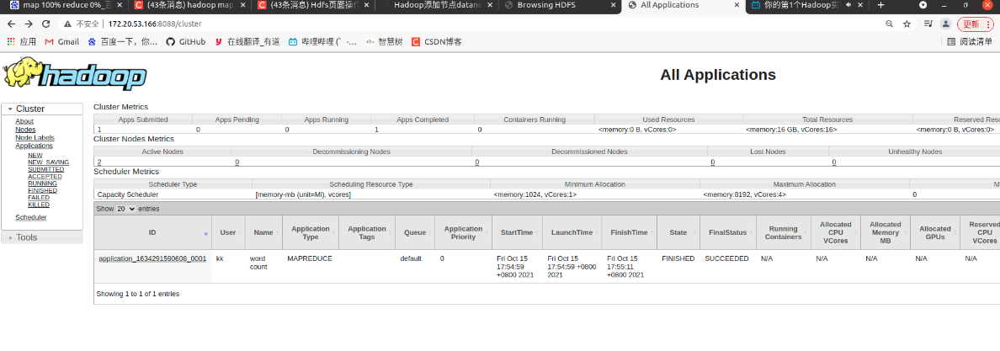 map 100% reduce 0%_百
(43条消息) hadoop map
(43条消息) Hdfs页面操作
Hadoop添加节点datano
Browsing HDFS
All Applications
你的第1个Hadoop实
不安全 | 172.20.53.166:8088/cluster
更新
应用
Gmail
百度一下，你…
GitHub
在线翻译_有道
哔哩哔哩 (゜-…
智慧树
CSDN博客
阅读清单
hadoop
All Applications
Cluster
About
Nodes
Node Labels
Applications
NEW
NEW_SAVING
SUBMITTED
ACCEPTED
RUNNING
FINISHED
FAILED
KILLED
Scheduler
Tools
Cluster Metrics
Apps Submitted Apps Pending Apps Running Apps Completed Containers Running Used Resources Total Resources Reserved Resou
1 0 0 1 0 <memory:0 B, vCores:0> <memory:16 GB, vCores:16> <memory:0 B, vCores:0>
Cluster Nodes Metrics
Active Nodes Decommissioning Nodes Decommissioned Nodes Lost Nodes Unhealthy Nodes
2 0 0 0 0
Scheduler Metrics
Scheduler Type Scheduling Resource Type Minimum Allocation Maximum Allocation M
Capacity Scheduler [memory-mb (unit=Mi), vcores] <memory:1024, vCores:1> <memory:8192, vCores:4> 0
Show 20 entries
ID User Name Application Type Application Tags Queue Application Priority StartTime LaunchTime FinishTime State FinalStatus Running Containers Allocated CPU VCores Allocated Memory MB Allocated GPUs Reserved CPU VCores
application_1634291590608_0001 kk word count MAPREDUCE default 0 Fri Oct 15 17:54:59 +0800 2021 Fri Oct 15 17:54:59 +0800 2021 Fri Oct 15 17:55:11 +0800 2021 FINISHED SUCCEEDED N/A N/A N/A N/A N/A
Showing 1 to 1 of 1 entries